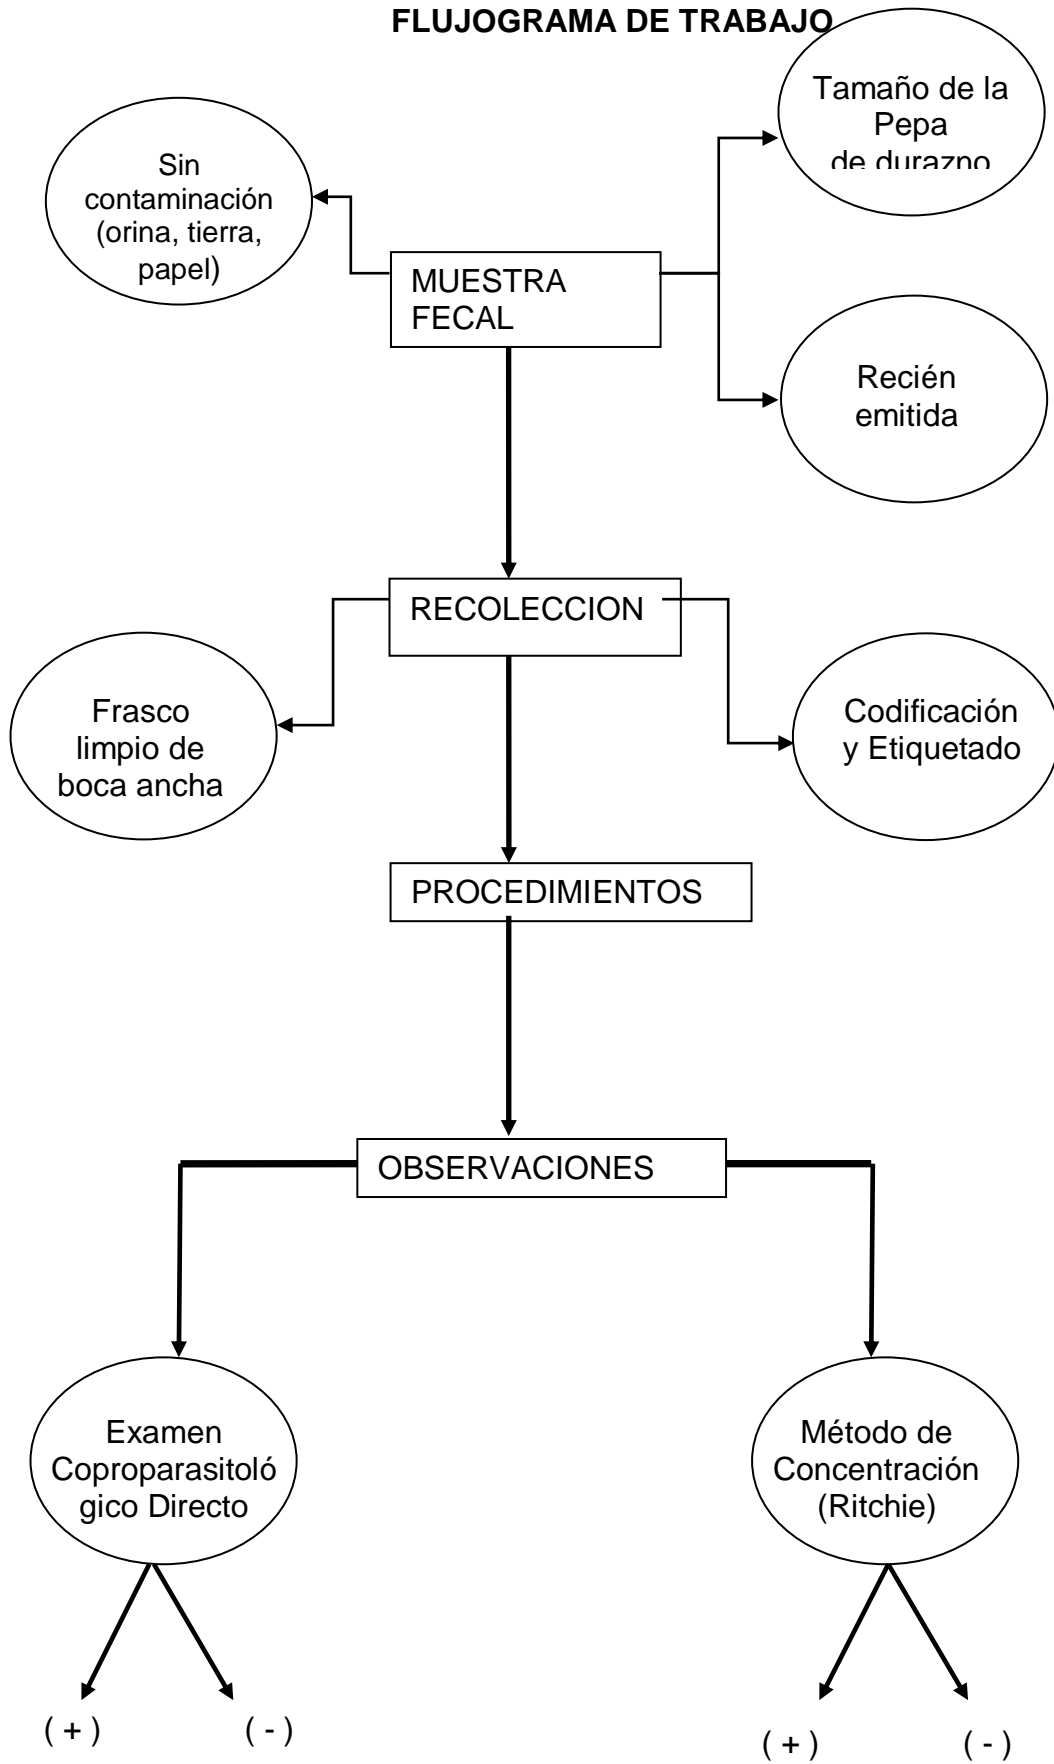 FLUJOGRAMA DE TRABAJO
Tamaño de la
Pepa
de durazno
Sin
contaminación
(orina, tierra,
papel)
MUESTRA
FECAL
Recién
emitida
RECOLECCION
Frasco
limpio de
boca ancha
Codificación
y Etiquetado
PROCEDIMIENTOS
OBSERVACIONES
Examen
Coproparasitoló
gico Directo
Método de
Concentración
(Ritchie)
( + )
( - )
( + )
( - )